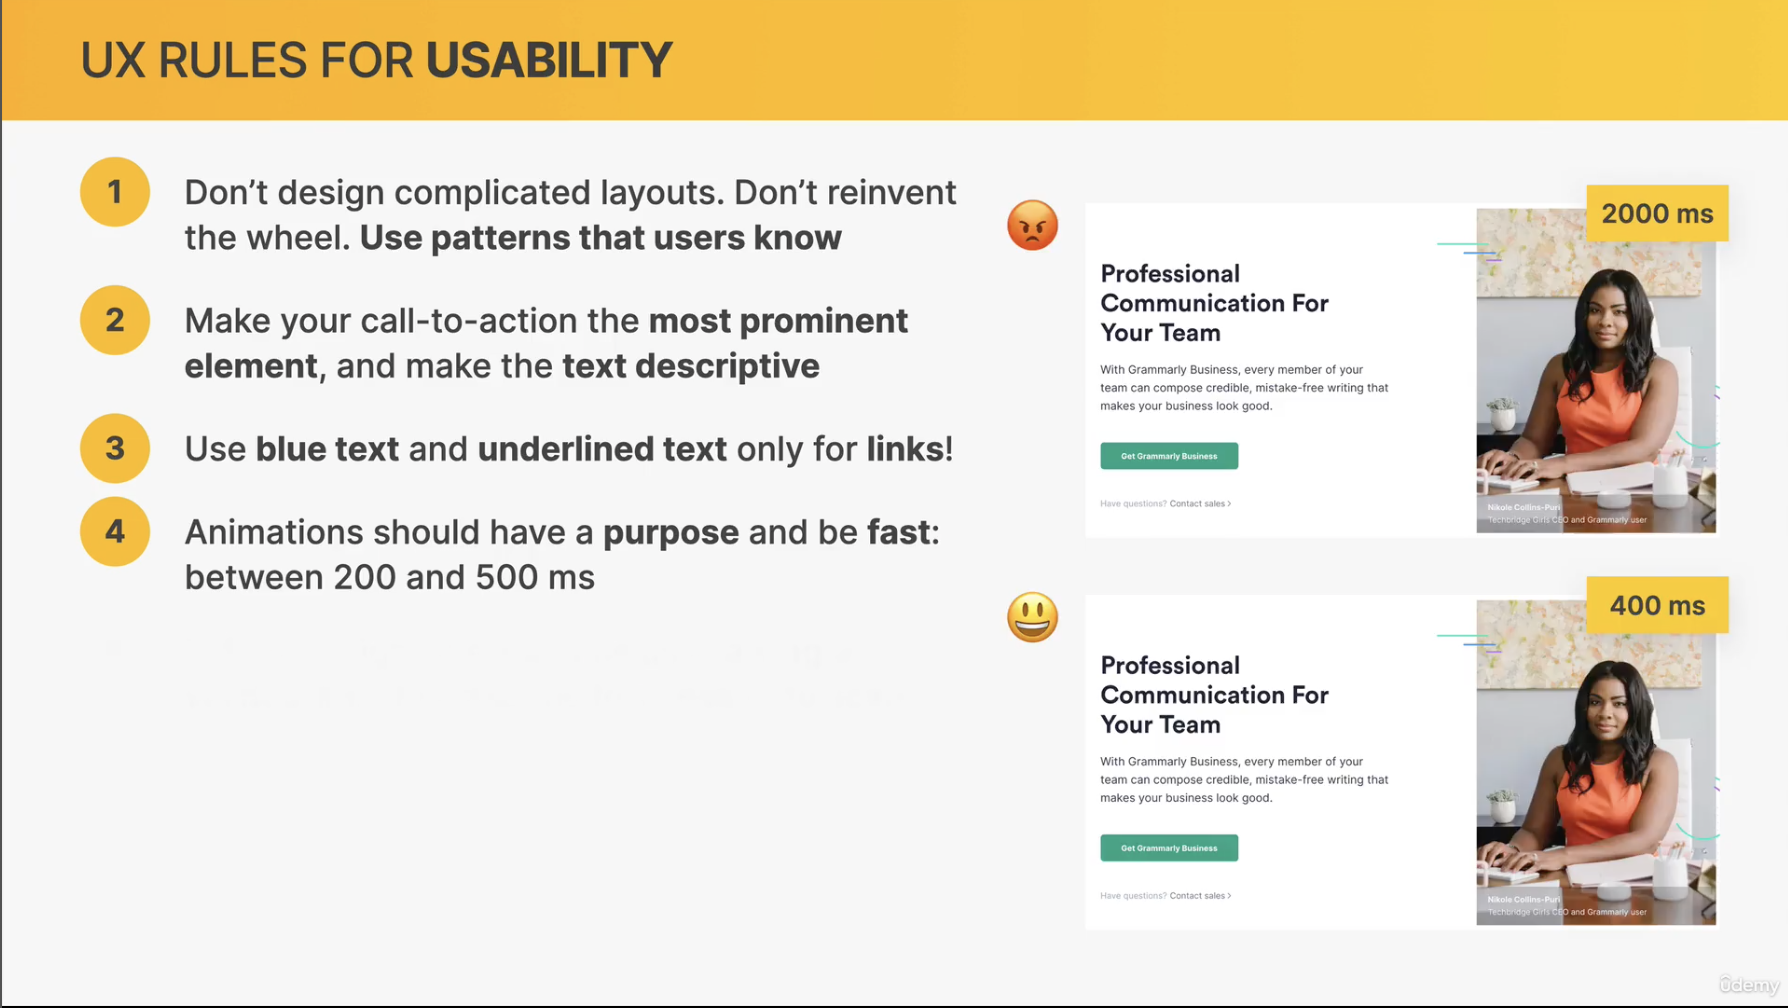 UX RULES FOR USABILITY
1
Don’t design complicated layouts. Don’t reinvent
the wheel. Use patterns that users know
2
Make your call-to-action the most prominent
element, and make the text descriptive
3
Use blue text and underlined text only for links!
4
Animations should have a purpose and be fast:
between 200 and 500 ms
2000 ms
Professional
Communication For
Your Team
With Grammarly Business, every member of your
team can compose credible, mistake-free writing that
makes your business look good.
Get Grammarly Business
Have questions? Contact sales >
Nikole Collins-Puri
Techbridge Girls CEO and Grammarly user
400 ms
Professional
Communication For
Your Team
With Grammarly Business, every member of your
team can compose credible, mistake-free writing that
makes your business look good.
Get Grammarly Business
Have questions? Contact sales >
Nikole Collins-Puri
Techbridge Girls CEO and Grammarly user
ûdemy